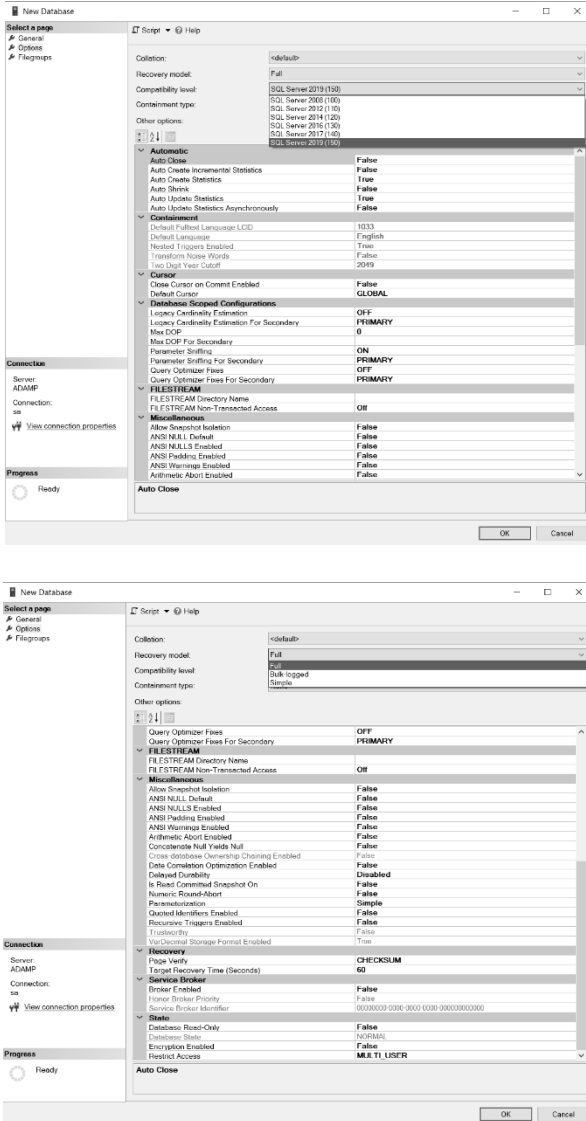 New Database
Select a page
General
Options
Filegroups
Script Help
Collation: <default>
Recovery model: Full
Compatibility level: SQL Server 2019 (150)
Containment type:
SQL Server 2008 (100)
SQL Server 2012 (110)
SQL Server 2014 (120)
SQL Server 2016 (130)
SQL Server 2017 (140)
SQL Server 2019 (150)
Other options:
Automatic
Auto Close False
Auto Create Incremental Statistics False
Auto Create Statistics True
Auto Shrink False
Auto Update Statistics True
Auto Update Statistics Asynchronously False
Containment
Default Fulltext Language LCID 1033
Default Language English
Nested Triggers Enabled True
Transform Noise Words False
Two Digit Year Cutoff 2049
Cursor
Close Cursor on Commit Enabled False
Default Cursor GLOBAL
Database Scoped Configurations
Legacy Cardinality Estimation OFF
Legacy Cardinality Estimation For Secondary PRIMARY
Max DOP 0
Max DOP For Secondary
Parameter Sniffing ON
Parameter Sniffing For Secondary PRIMARY
Query Optimizer Fixes OFF
Query Optimizer Fixes For Secondary PRIMARY
FILESTREAM
FILESTREAM Directory Name
FILESTREAM Non-Transacted Access Off
Miscellaneous
Allow Snapshot Isolation False
ANSI NULL Default False
ANSI NULLS Enabled False
ANSI Padding Enabled False
ANSI Warnings Enabled False
Arithmetic Abort Enabled False
Auto Close
Connection
Server:
ADAMP
Connection:
sa
View connection properties
Progress
Ready
OK Cancel
New Database
Select a page
General
Options
Filegroups
Script Help
Collation: <default>
Recovery model: Full
Compatibility level:
Containment type:
Full
Bulk-logged
Simple
Other options:
Query Optimizer Fixes OFF
Query Optimizer Fixes For Secondary PRIMARY
FILESTREAM
FILESTREAM Directory Name
FILESTREAM Non-Transacted Access Off
Miscellaneous
Allow Snapshot Isolation False
ANSI NULL Default False
ANSI NULLS Enabled False
ANSI Padding Enabled False
ANSI Warnings Enabled False
Arithmetic Abort Enabled False
Concatenate Null Yields Null False
Cross-database Ownership Chaining Enabled False
Date Correlation Optimization Enabled False
Delayed Durability Disabled
Is Read Committed Snapshot On False
Numeric Round-Abort False
Parameterization Simple
Quoted Identifiers Enabled False
Recursive Triggers Enabled False
Trustworthy False
VarDecimal Storage Format Enabled True
Recovery
Page Verify CHECKSUM
Target Recovery Time (Seconds) 60
Service Broker
Broker Enabled False
Honor Broker Priority False
Service Broker Identifier 00000000-0000-0000-0000-000000000000
State
Database Read-Only False
Database State NORMAL
Encryption Enabled False
Restrict Access MULTI_USER
Auto Close
Connection
Server:
ADAMP
Connection:
sa
View connection properties
Progress
Ready
OK Cancel